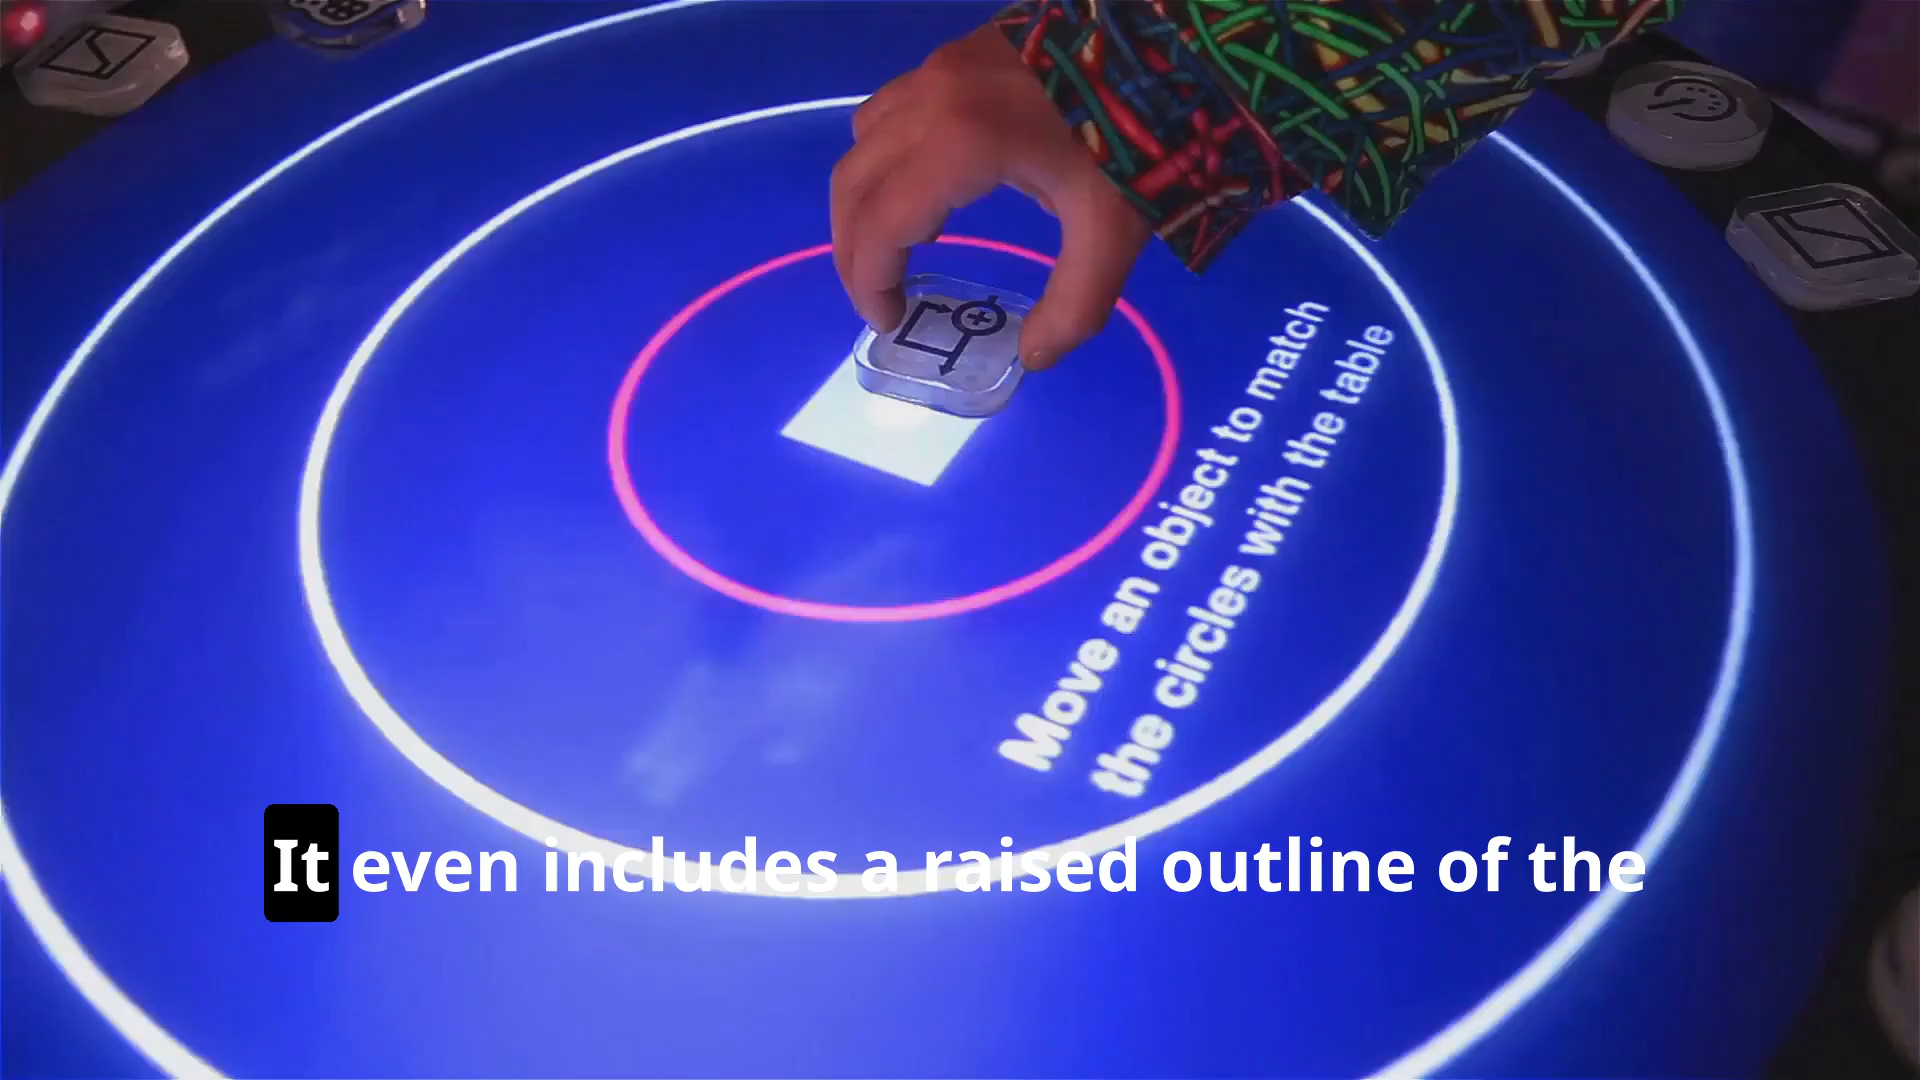 Move an object to match
the circles with the table
It even includes a raised outline of the